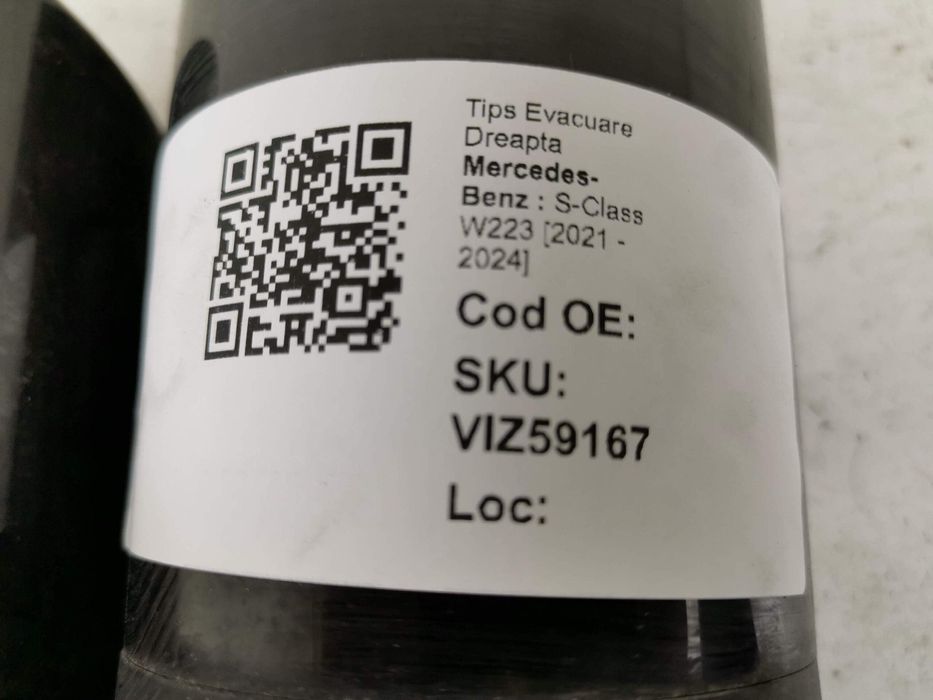 Tips Evacuare
Dreapta
Mercedes-
Benz : S-Class
W223 [2021 -
2024]
Cod OE:
SKU:
VIZ59167
Loc: